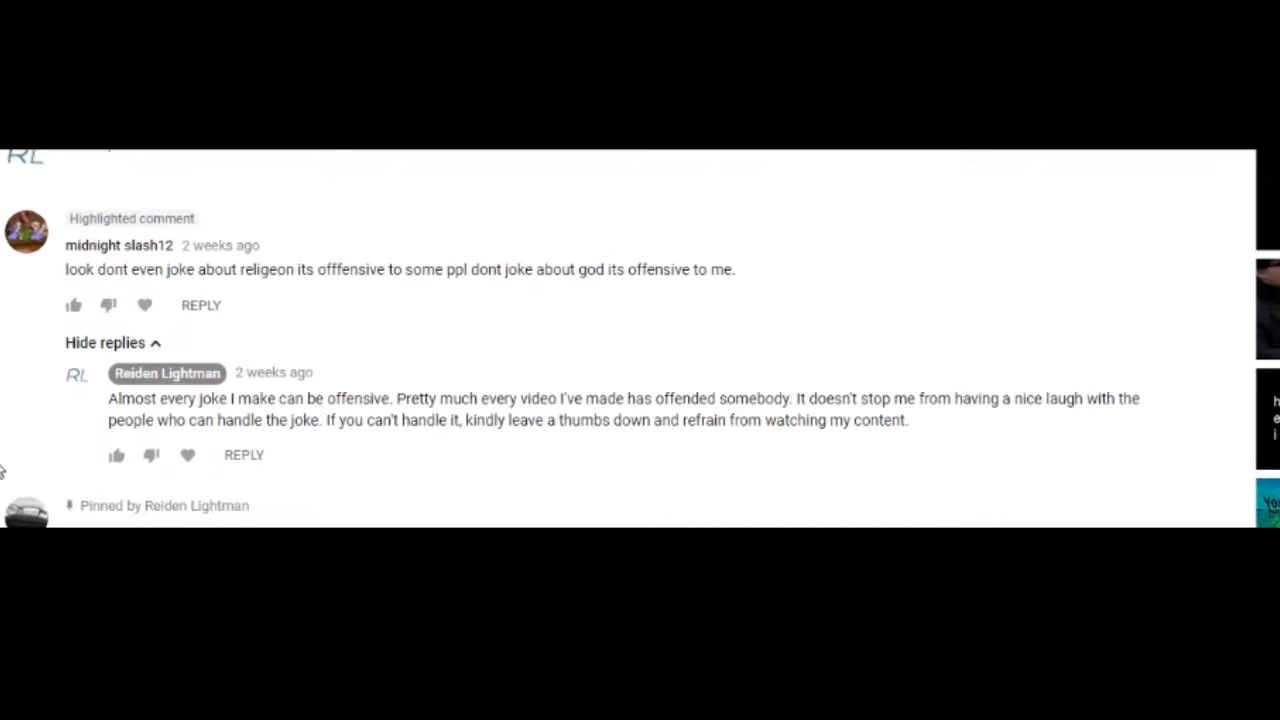 RL
Highlighted comment
midnight slash12 2 weeks ago
look dont even joke about religeon its offfensive to some ppl dont joke about god its offensive to me.
REPLY
Hide replies
RL Reiden Lightman 2 weeks ago
Almost every joke I make can be offensive. Pretty much every video I've made has offended somebody. It doesn't stop me from having a nice laugh with the
people who can handle the joke. If you can't handle it, kindly leave a thumbs down and refrain from watching my content.
REPLY
Pinned by Reiden Lightman